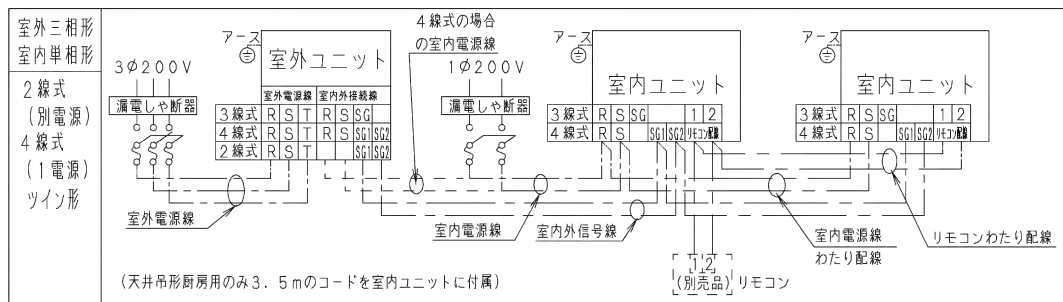 室外三相形
室内単相形
2線式
(別電源)
4線式
(1電源)
ツイン形
3φ200V
漏電しゃ断器
アース
室外ユニット
室外電源線 室内外接続線
3線式 R S T R S SG
4線式 R S T R S SG1 SG2
2線式 R S T SG1 SG2
室外電源線
4線式の場合
の室内電源線
1φ200V
漏電しゃ断器
アース
室内ユニット
3線式 R S SG 1 2
4線式 R S SG1 SG2 リモコン配線
アース
室内ユニット
3線式 R S SG 1 2
4線式 R S SG1 SG2 リモコン配線
室内電源線
室内外信号線
室内電源線
わたり配線
リモコンわたり配線
1 2
(別売品) リモコン
(天井吊形厨房用のみ3.5mのコードを室内ユニットに付属)